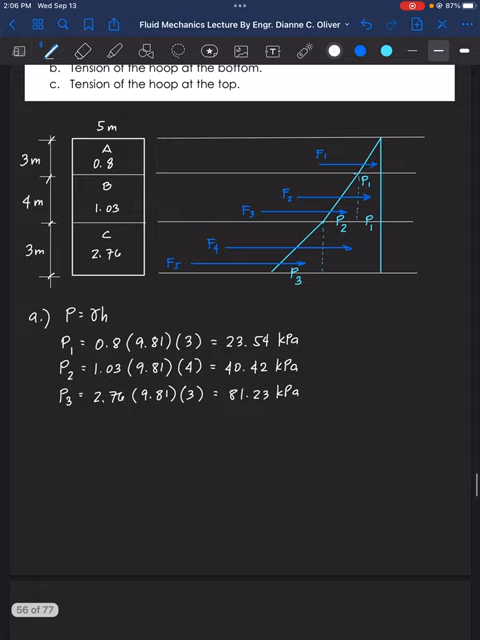 2:06 PM Wed Sep 13
87%
Fluid Mechanics Lecture By Engr. Dianne C. Oliver
b. Tension of the hoop at the bottom.
c. Tension of the hoop at the top.
5m
3m
A
0.8
F1
P1
4m
B
1.03
F2
F3
P2
P1
3m
C
2.76
F4
F5
P3
a.) P = γh
P1 = 0.8 (9.81)(3) = 23.54 kPa
P2 = 1.03 (9.81)(4) = 40.42 kPa
P3 = 2.76 (9.81)(3) = 81.23 kPa
56 of 77